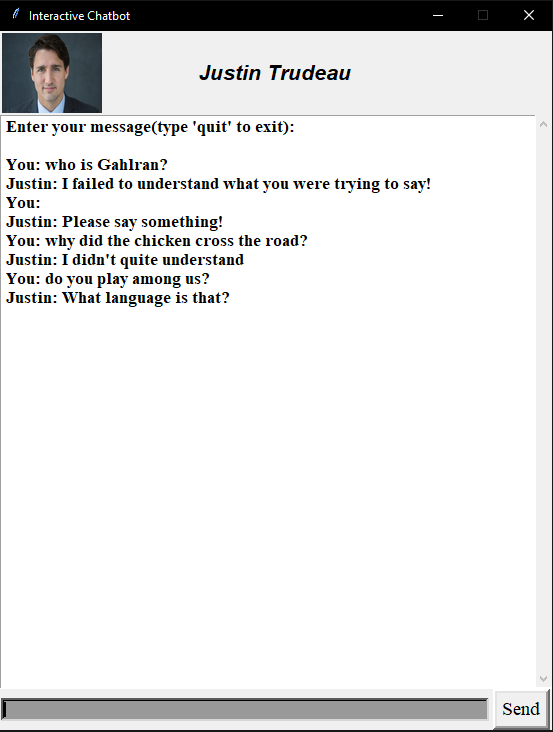 Interactive Chatbot
Justin Trudeau
Enter your message(type 'quit' to exit):
You: who is Gahlran?
Justin: I failed to understand what you were trying to say!
You:
Justin: Please say something!
You: why did the chicken cross the road?
Justin: I didn't quite understand
You: do you play among us?
Justin: What language is that?
Send